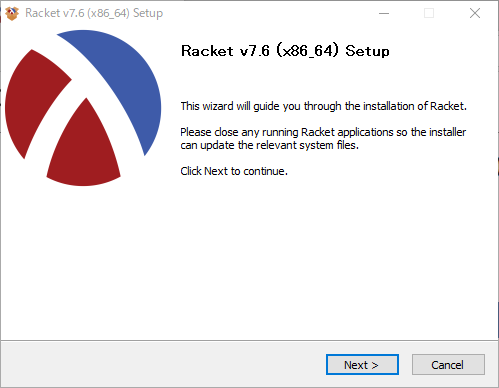 Racket v7.6 (x86_64) Setup
Racket v7.6 (x86_64) Setup
This wizard will guide you through the installation of Racket.
Please close any running Racket applications so the installer
can update the relevant system files.
Click Next to continue.
Next >
Cancel